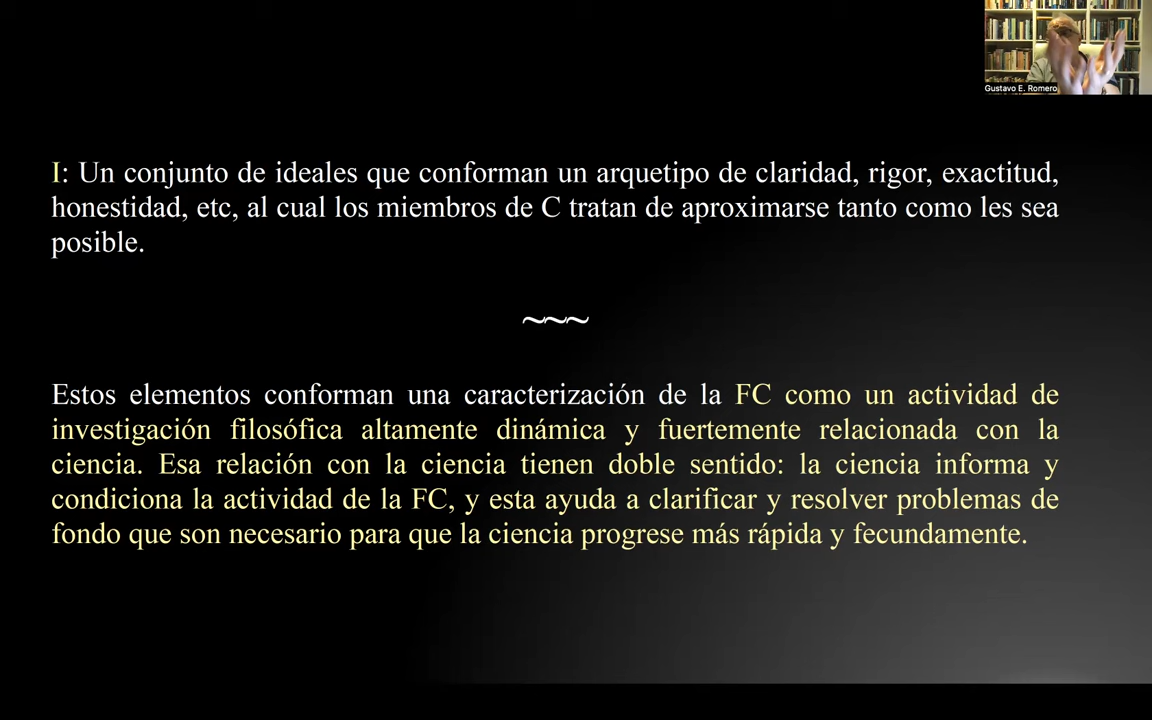 Gustavo E. Romero
I: Un conjunto de ideales que conforman un arquetipo de claridad, rigor, exactitud,
honestidad, etc, al cual los miembros de C tratan de aproximarse tanto como les sea
posible.
~~~
Estos elementos conforman una caracterización de la FC como un actividad de
investigación filosófica altamente dinámica y fuertemente relacionada con la
ciencia. Esa relación con la ciencia tienen doble sentido: la ciencia informa y
condiciona la actividad de la FC, y esta ayuda a clarificar y resolver problemas de
fondo que son necesario para que la ciencia progrese más rápida y fecundamente.